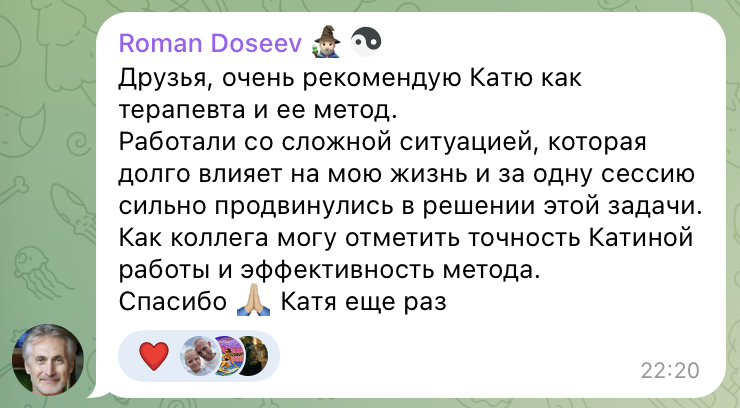 Roman Doseev 🧙🏻‍♂️ ☯️
Друзья, очень рекомендую Катю как
терапевта и ее метод.
Работали со сложной ситуацией, которая
долго влияет на мою жизнь и за одну сессию
сильно продвинулись в решении этой задачи.
Как коллега могу отметить точность Катиной
работы и эффективность метода.
Спасибо 🙏🏼 Катя еще раз
❤️
22:20